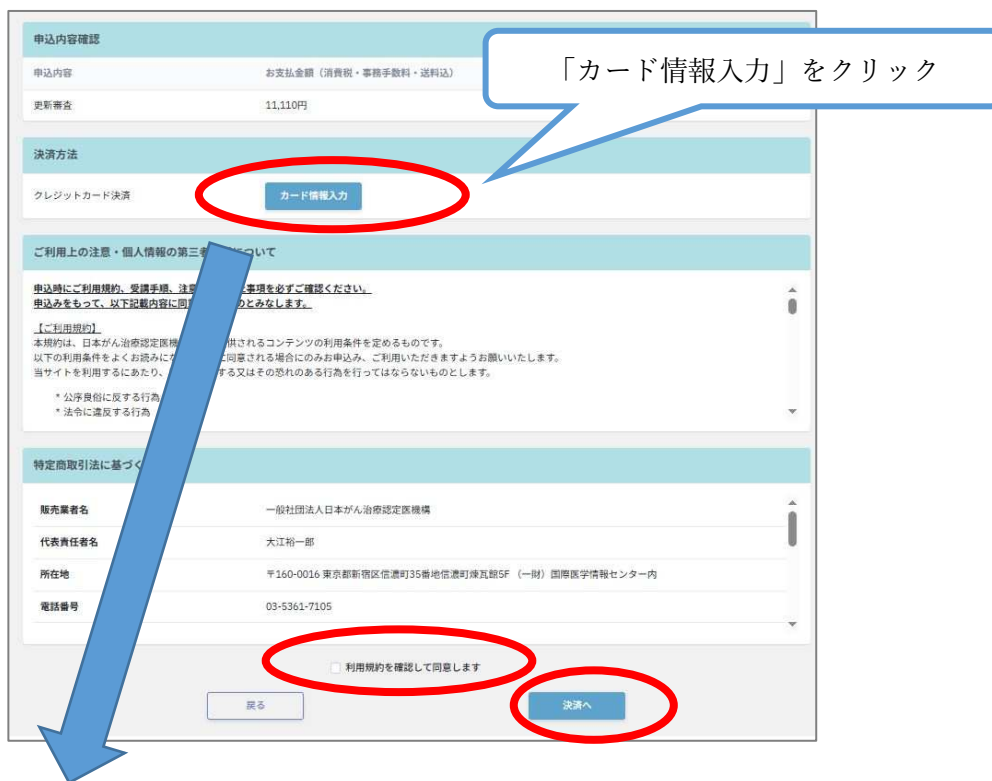 申込内容確認
「カード情報入力」をクリック
申込内容 お支払金額（消費税・事務手数料・送料込）
更新審査 11,110円
決済方法
クレジットカード決済 カード情報入力
ご利用上の注意・個人情報の第三者 について
申込時にご利用規約、受講手順、注意 事項を必ずご確認ください。
申込みをもって、以下記載内容に同 のとみなします。
【ご利用規約】
本規約は、日本がん治療認定医機 供されるコンテンツの利用条件を定めるものです。
以下の利用条件をよくお読みにな に同意される場合にのみお申込み、ご利用いただきますようお願いいたします。
当サイトを利用するにあたり、 する又はその恐れのある行為を行ってはならないものとします。
* 公序良俗に反する行為
* 法令に違反する行為
特定商取引法に基づく
販売業者名 一般社団法人日本がん治療認定医機構
代表責任者名 大江裕一郎
所在地 〒160-0016 東京都新宿区信濃町35番地信濃町煉瓦館5F （一財）国際医学情報センター内
電話番号 03-5361-7105
利用規約を確認して同意します
戻る 決済へ